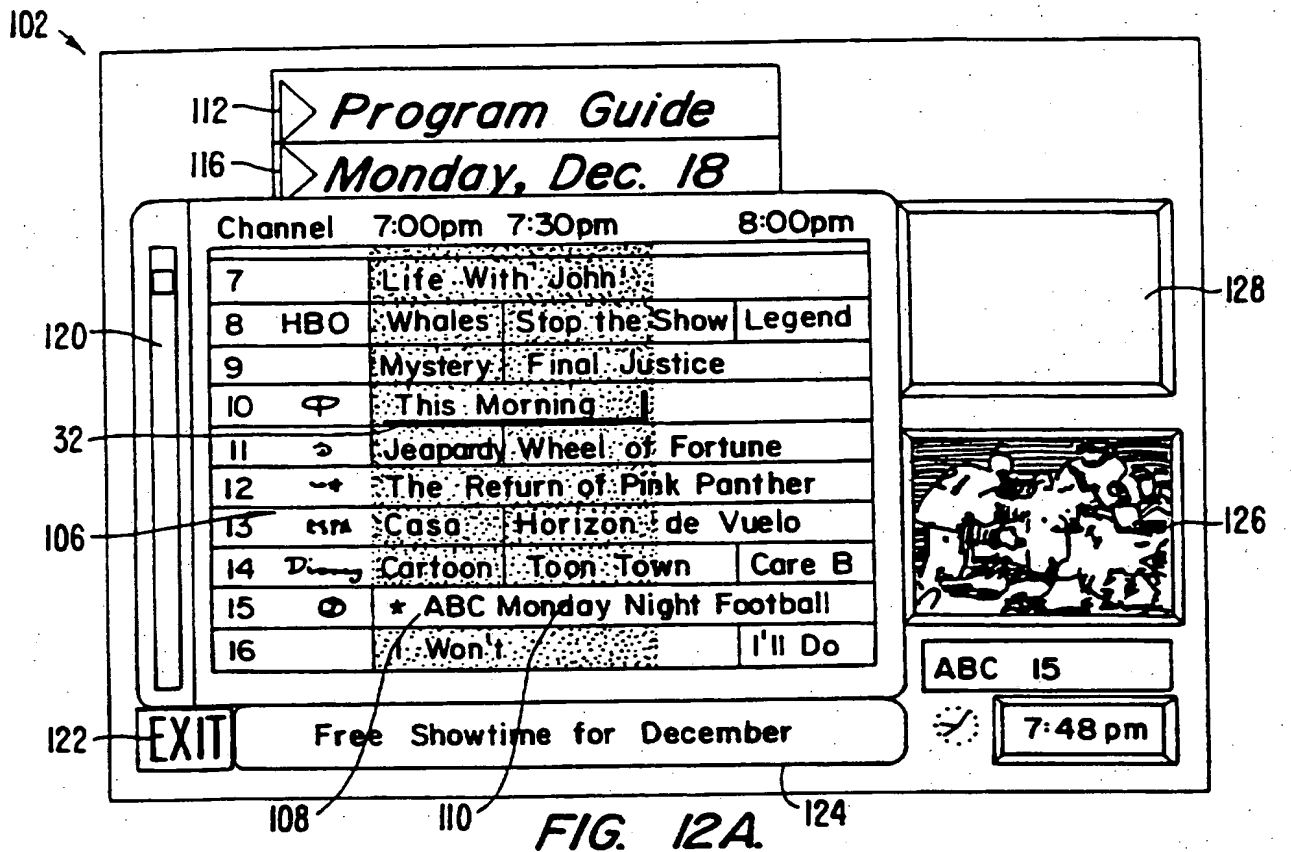 102
112 Program Guide
116 Monday, Dec. 18
Channel 7:00pm 7:30pm 8:00pm
7 Life With John
8 HBO Whales Stop the Show Legend
128
120
9 Mystery Final Justice
10 This Morning
32
11 Jeopardy Wheel of Fortune
12 The Return of Pink Panther
13 Casa Horizon de Vuelo
106
126
14 Disney Cartoon Toon Town Care B
15 * ABC Monday Night Football
16 I Won't I'll Do
ABC 15
122 EXIT Free Showtime for December 7:48 pm
108 110 124
FIG. 12A.